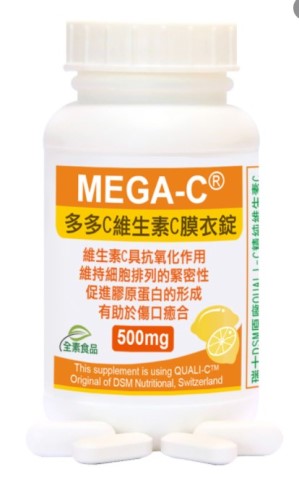 MEGA-C®
多多C維生素C膜衣錠
維生素C具抗氧化作用
維持細胞排列的緊密性
促進膠原蛋白的形成
有助於傷口癒合
500mg
全素食品
This supplement is using QUALI-C™
Original of DSM Nutritional, Switzerland